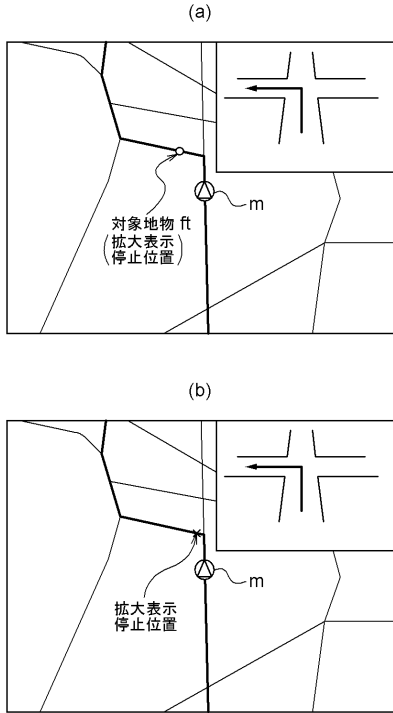 (a)
m
対象地物 ft
(拡大表示
停止位置)
(b)
m
拡大表示
停止位置